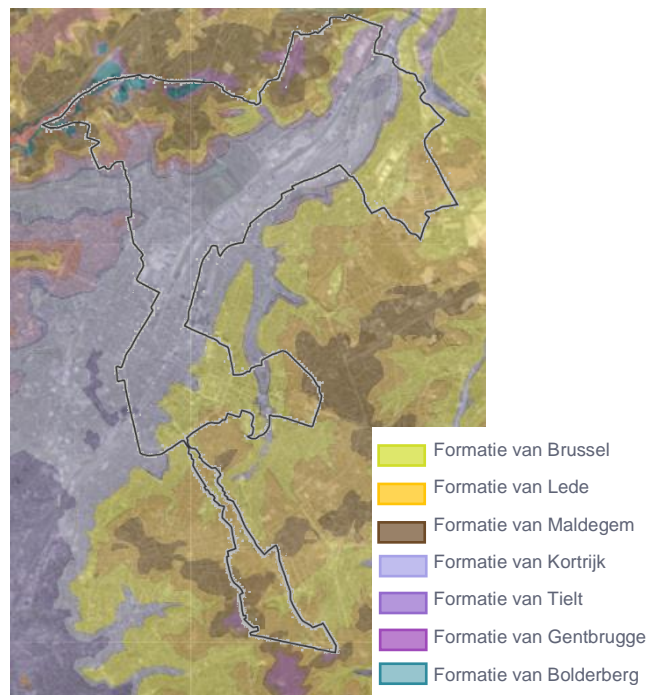 Formatie van Brussel
Formatie van Lede
Formatie van Maldegem
Formatie van Kortrijk
Formatie van Tielt
Formatie van Gentbrugge
Formatie van Bolderberg